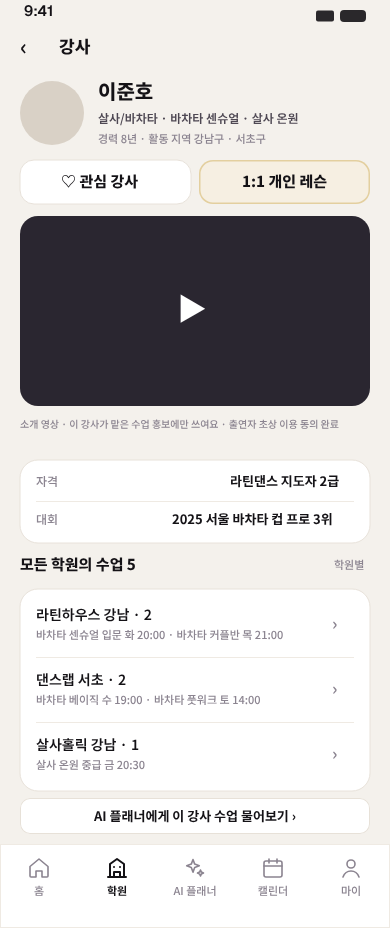 9:41
‹ 강사
이준호
살사/바차타 · 바차타 센슈얼 · 살사 온원
경력 8년 · 활동 지역 강남구 · 서초구
♡ 관심 강사
1:1 개인 레슨
소개 영상 · 이 강사가 맡은 수업 홍보에만 쓰여요 · 출연자 초상 이용 동의 완료
자격 라틴댄스 지도자 2급
대회 2025 서울 바차타 컵 프로 3위
모든 학원의 수업 5 학원별
라틴하우스 강남 · 2 ›
바차타 센슈얼 입문 화 20:00 · 바차타 커플반 목 21:00
댄스랩 서초 · 2 ›
바차타 베이직 수 19:00 · 바차타 풋워크 토 14:00
살사홀릭 강남 · 1 ›
살사 온원 중급 금 20:30
AI 플래너에게 이 강사 수업 물어보기 ›
홈 학원 AI 플래너 캘린더 마이